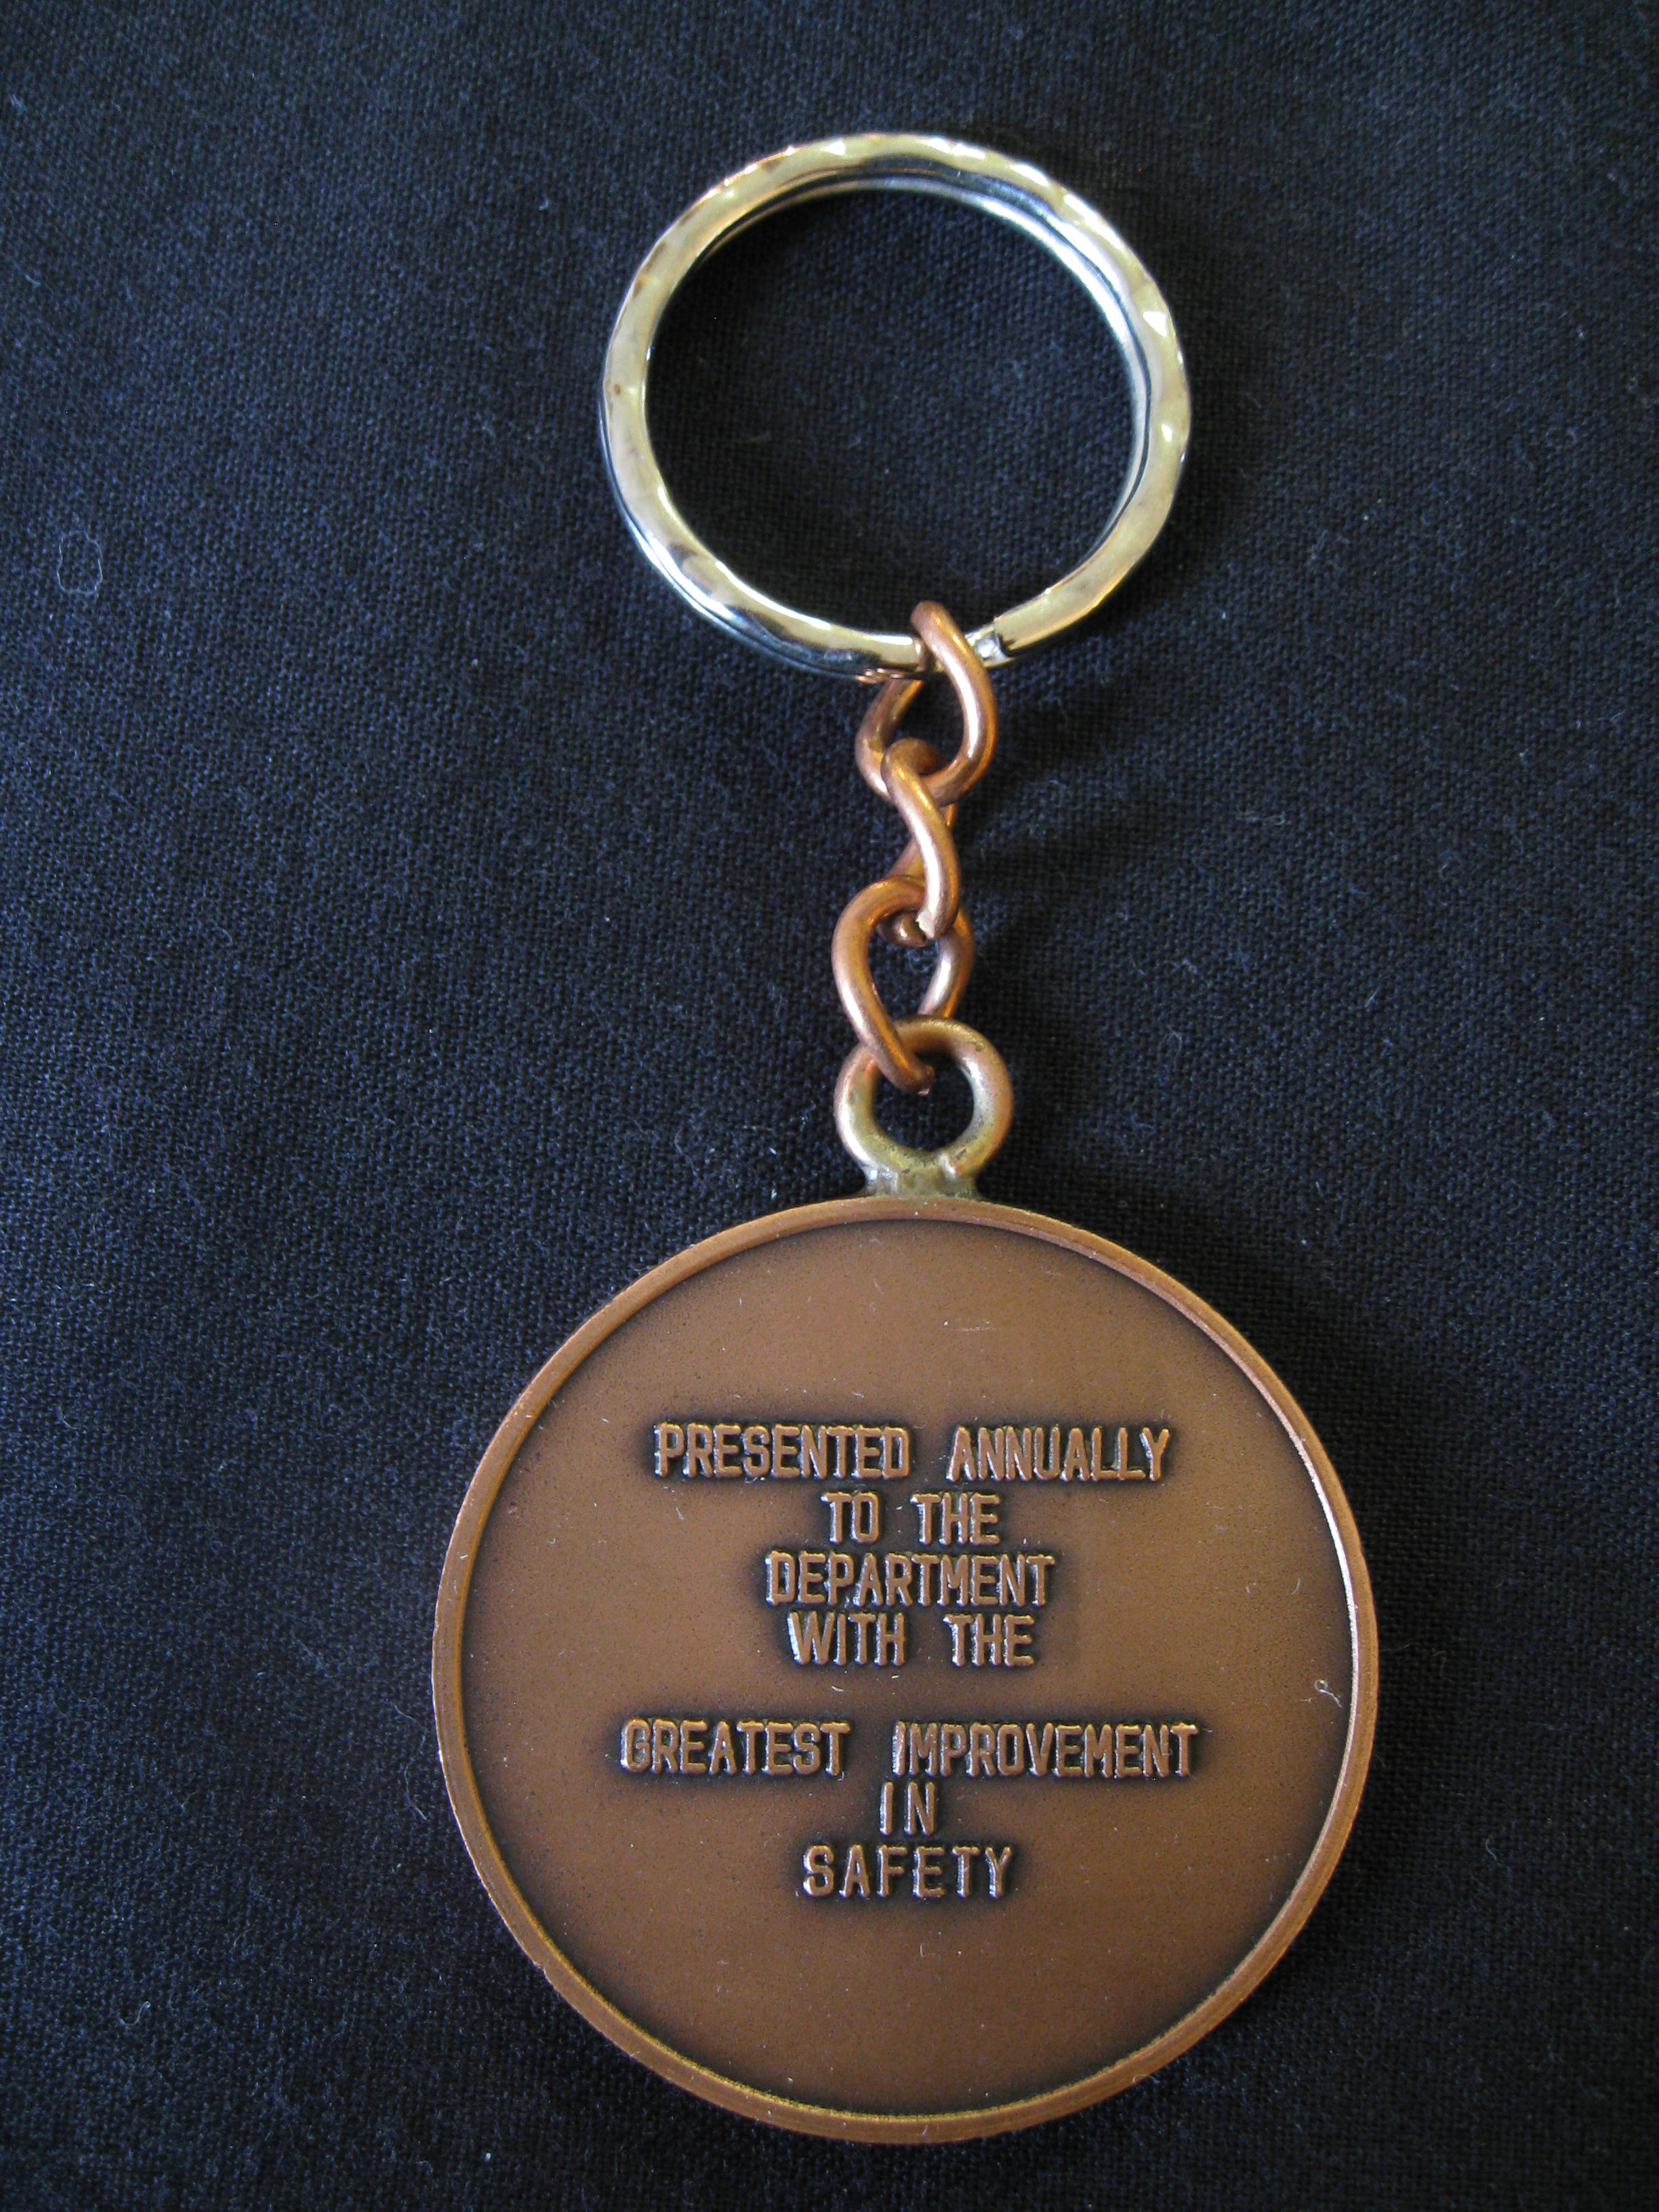 PRESENTED ANNUALLY
TO THE
DEPARTMENT
WITH THE
GREATEST IMPROVEMENT
IN
SAFETY